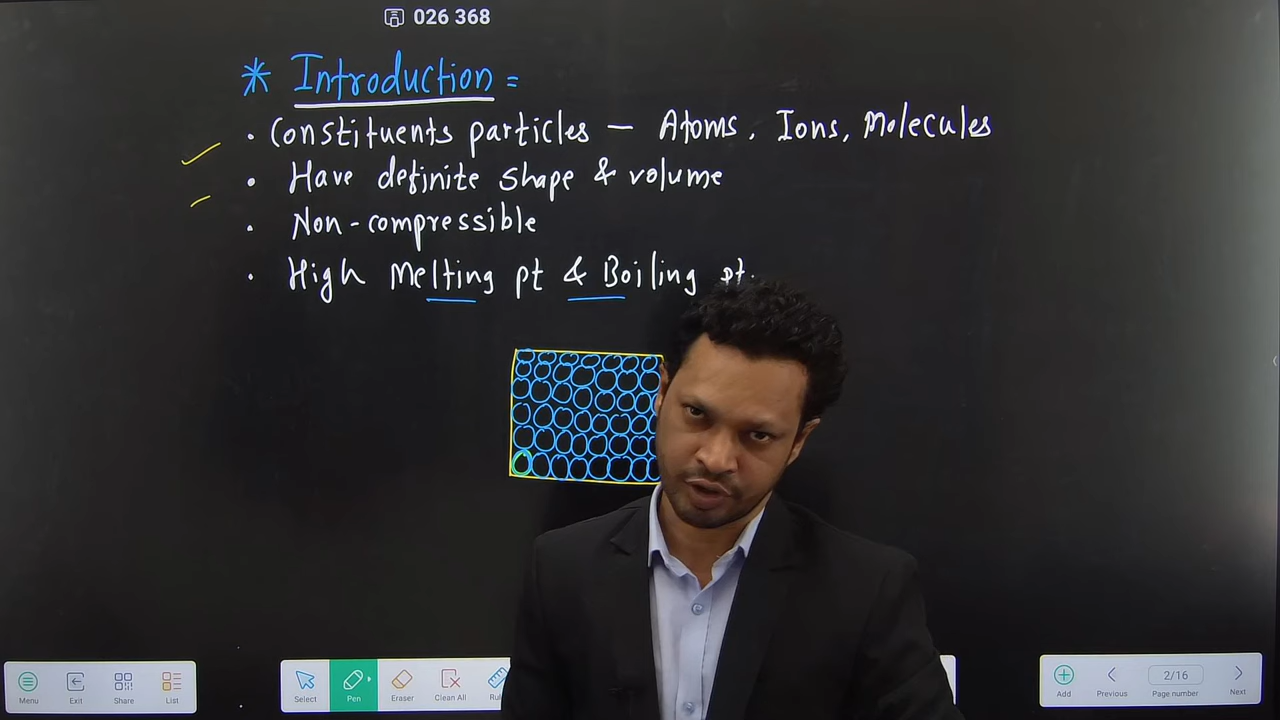 026 368
* Introduction =
• Constituents particles — Atoms, Ions, Molecules
• Have definite shape & volume
• Non-compressible
• High Melting pt & Boiling pt.
Menu Exit Share List Select Pen Eraser Clean All Add Previous 2/16 Page number Next